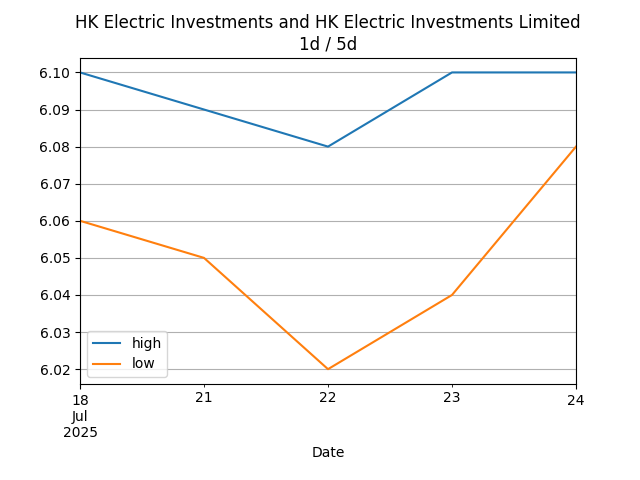 HK Electric Investments and HK Electric Investments Limited
1d / 5d
6.10
6.09
6.08
6.07
6.06
6.05
6.04
6.03
6.02
high
low
18 21 22 23 24
Jul
2025
Date